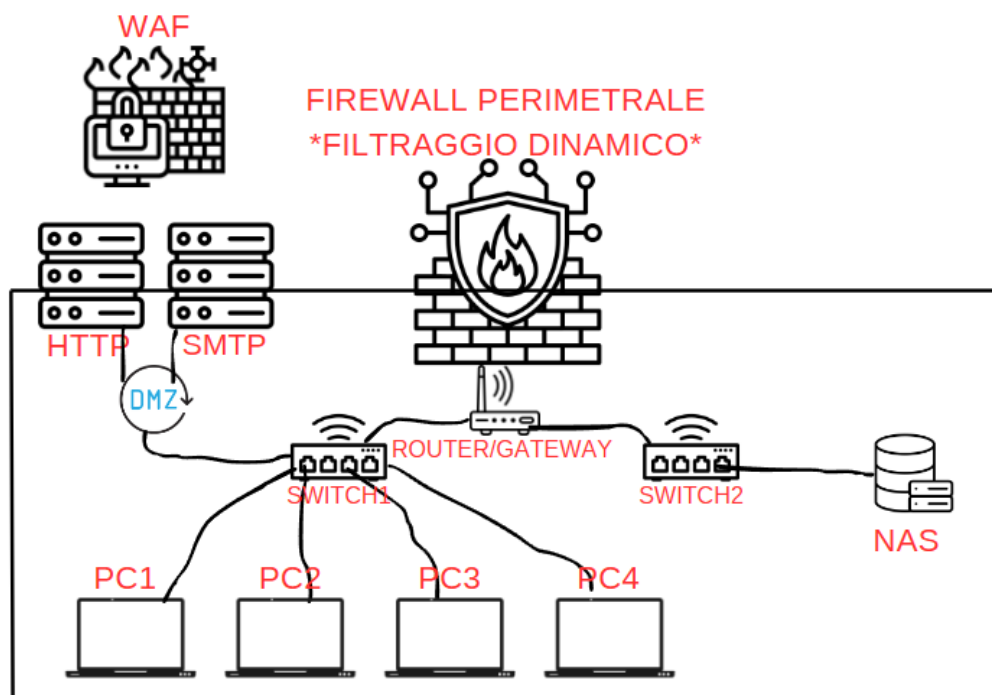 WAF
FIREWALL PERIMETRALE
*FILTRAGGIO DINAMICO*
HTTP
SMTP
DMZ
ROUTER/GATEWAY
SWITCH1
SWITCH2
NAS
PC1
PC2
PC3
PC4